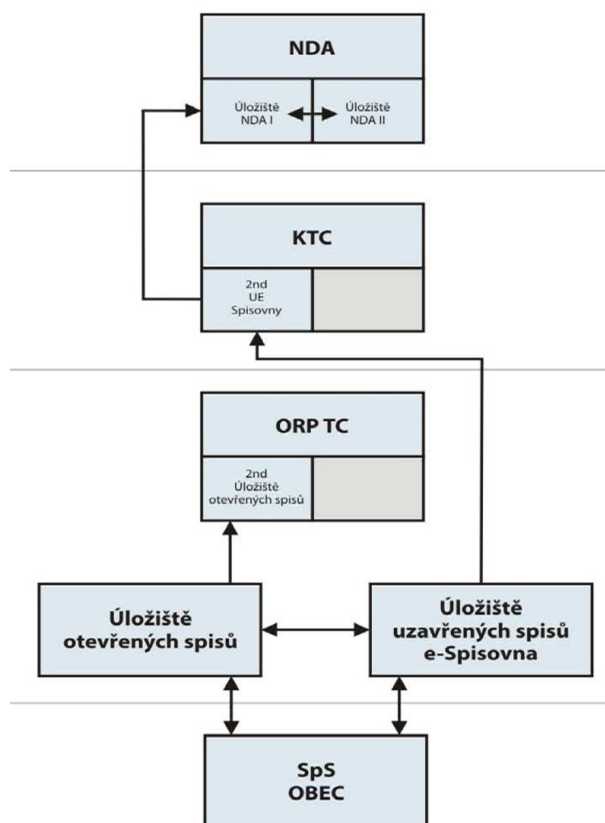 NDA
Úložiště
NDA I
Úložiště
NDA II
KTC
2nd
UE
Spisovny
ORP TC
2nd
Úložiště
otevřených spisů
Úložiště
otevřených spisů
Úložiště
uzavřených spisů
e-Spisovna
SpS
OBEC